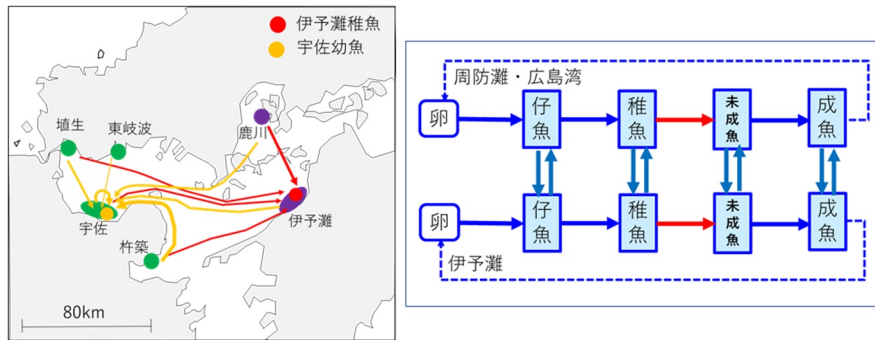 伊予灘稚魚
宇佐幼魚
埴生
東岐波
鹿川
宇佐
伊予灘
杵築
80km
周防灘・広島湾
卵
仔魚
稚魚
未成魚
成魚
卵
仔魚
稚魚
未成魚
成魚
伊予灘